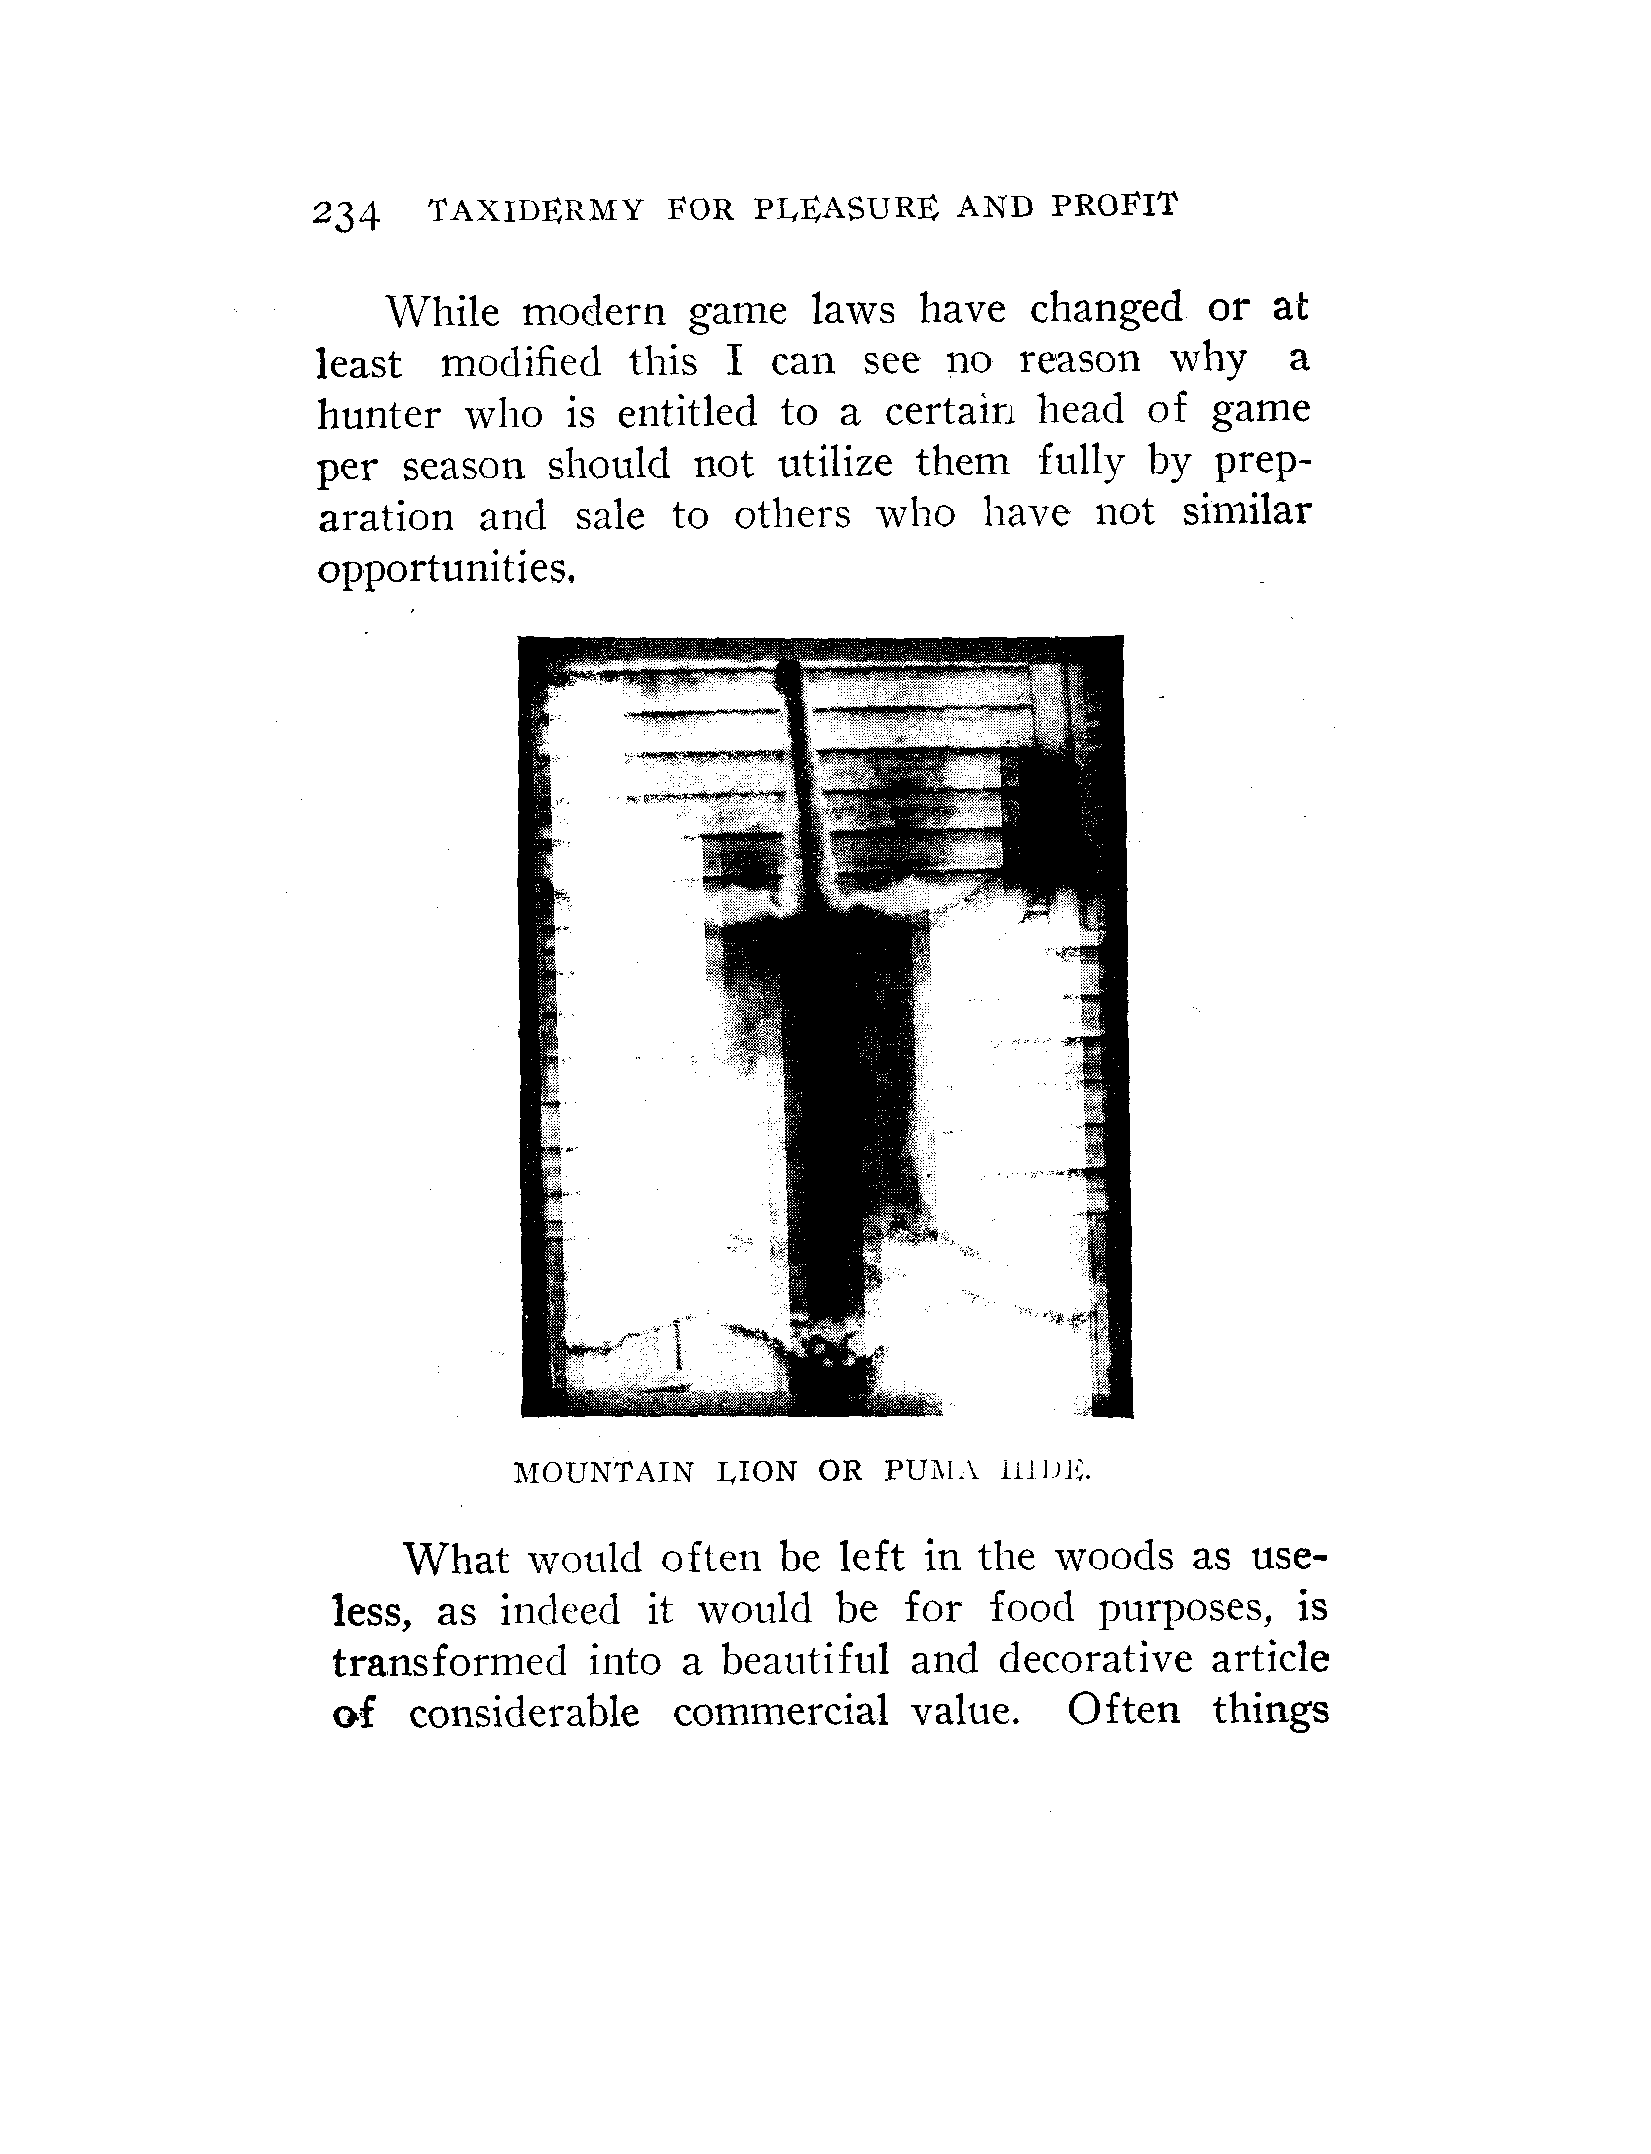 234 TAXIDERMY FOR PLEASURE AND PROFIT
While modern game laws have changed or at
least modified this I can see no reason why a
hunter who is entitled to a certain head of game
per season should not utilize them fully by prep-
aration and sale to others who have not similar
opportunities.
MOUNTAIN LION OR PUMA HIDE.
What would often be left in the woods as use-
less, as indeed it would be for food purposes, is
transformed into a beautiful and decorative article
of considerable commercial value. Often things